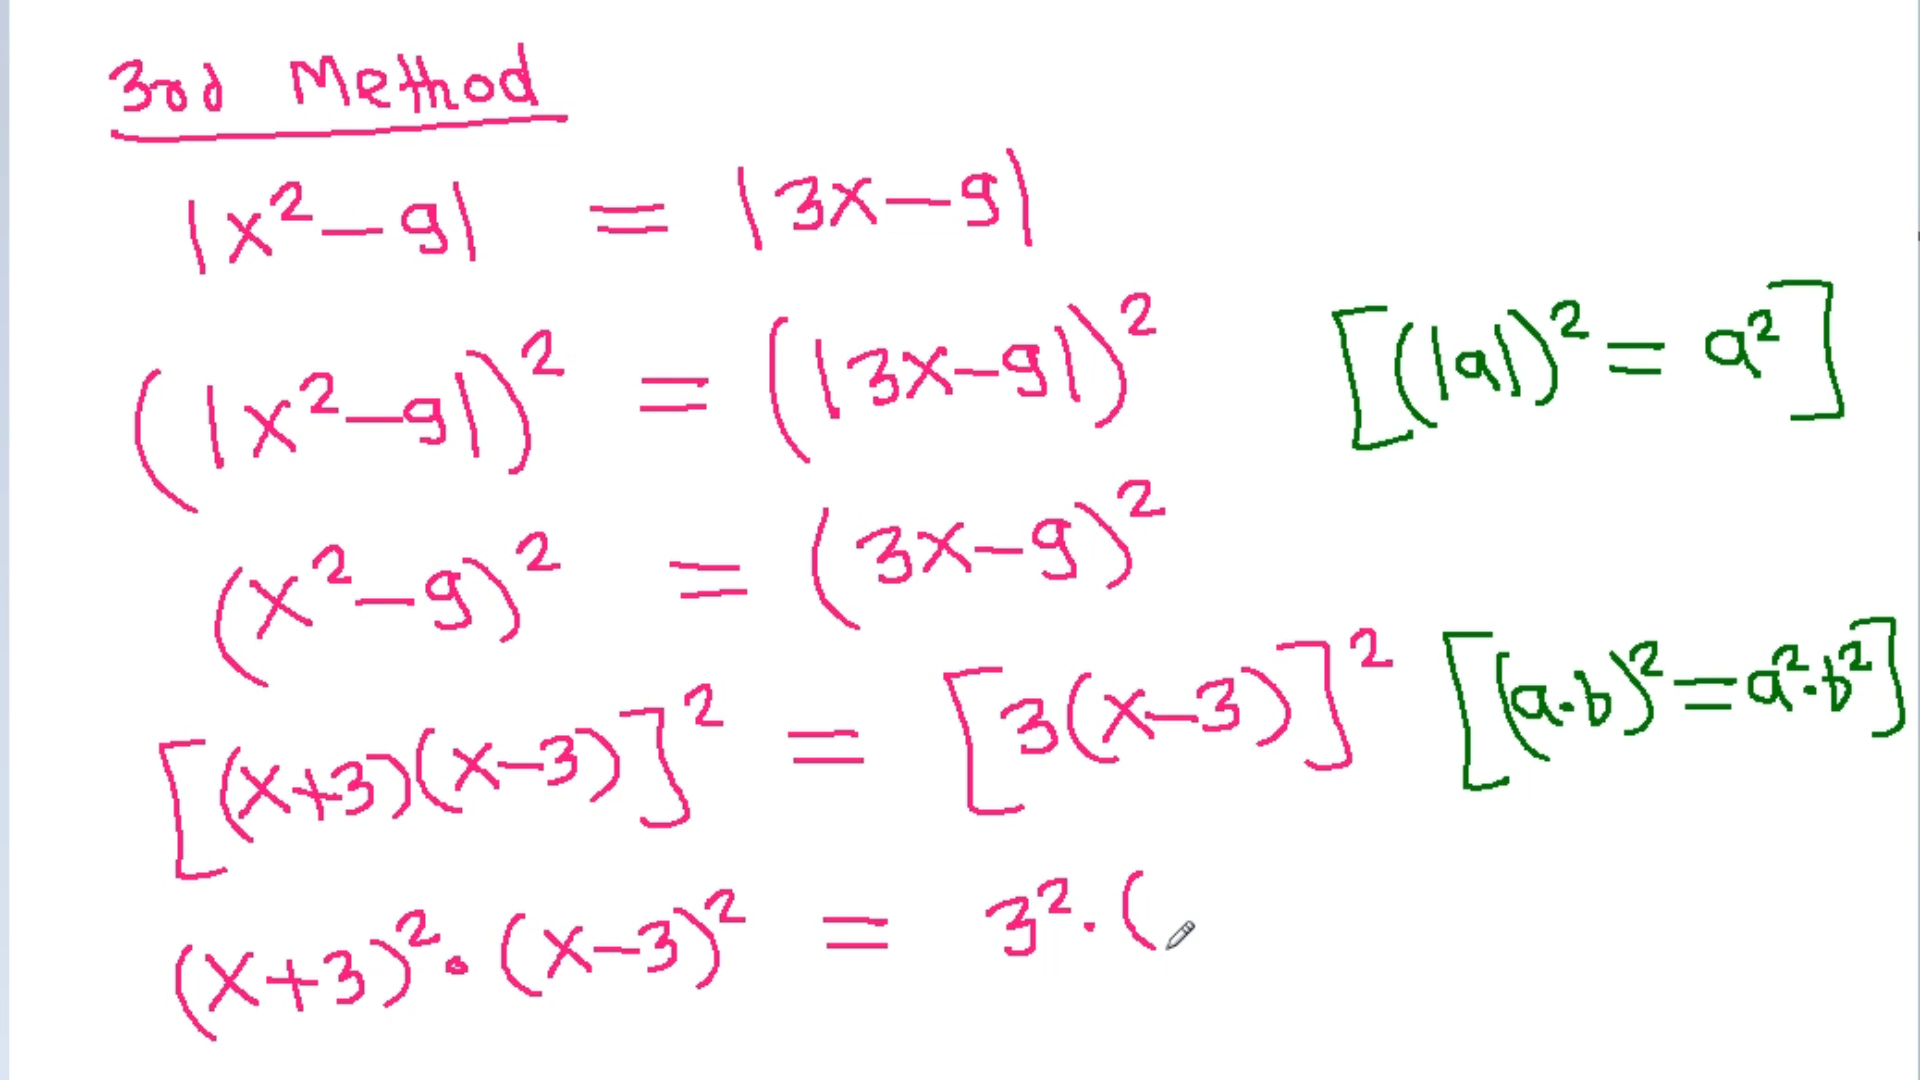 3rd Method
|x²-9| = |3x-9|
(|x²-9|)² = (|3x-9|)² [(|a|)² = a²]
(x²-9)² = (3x-9)²
[(x+3)(x-3)]² = [3(x-3)]² [(a.b)² = a².b²]
(x+3)².(x-3)² = 3².(